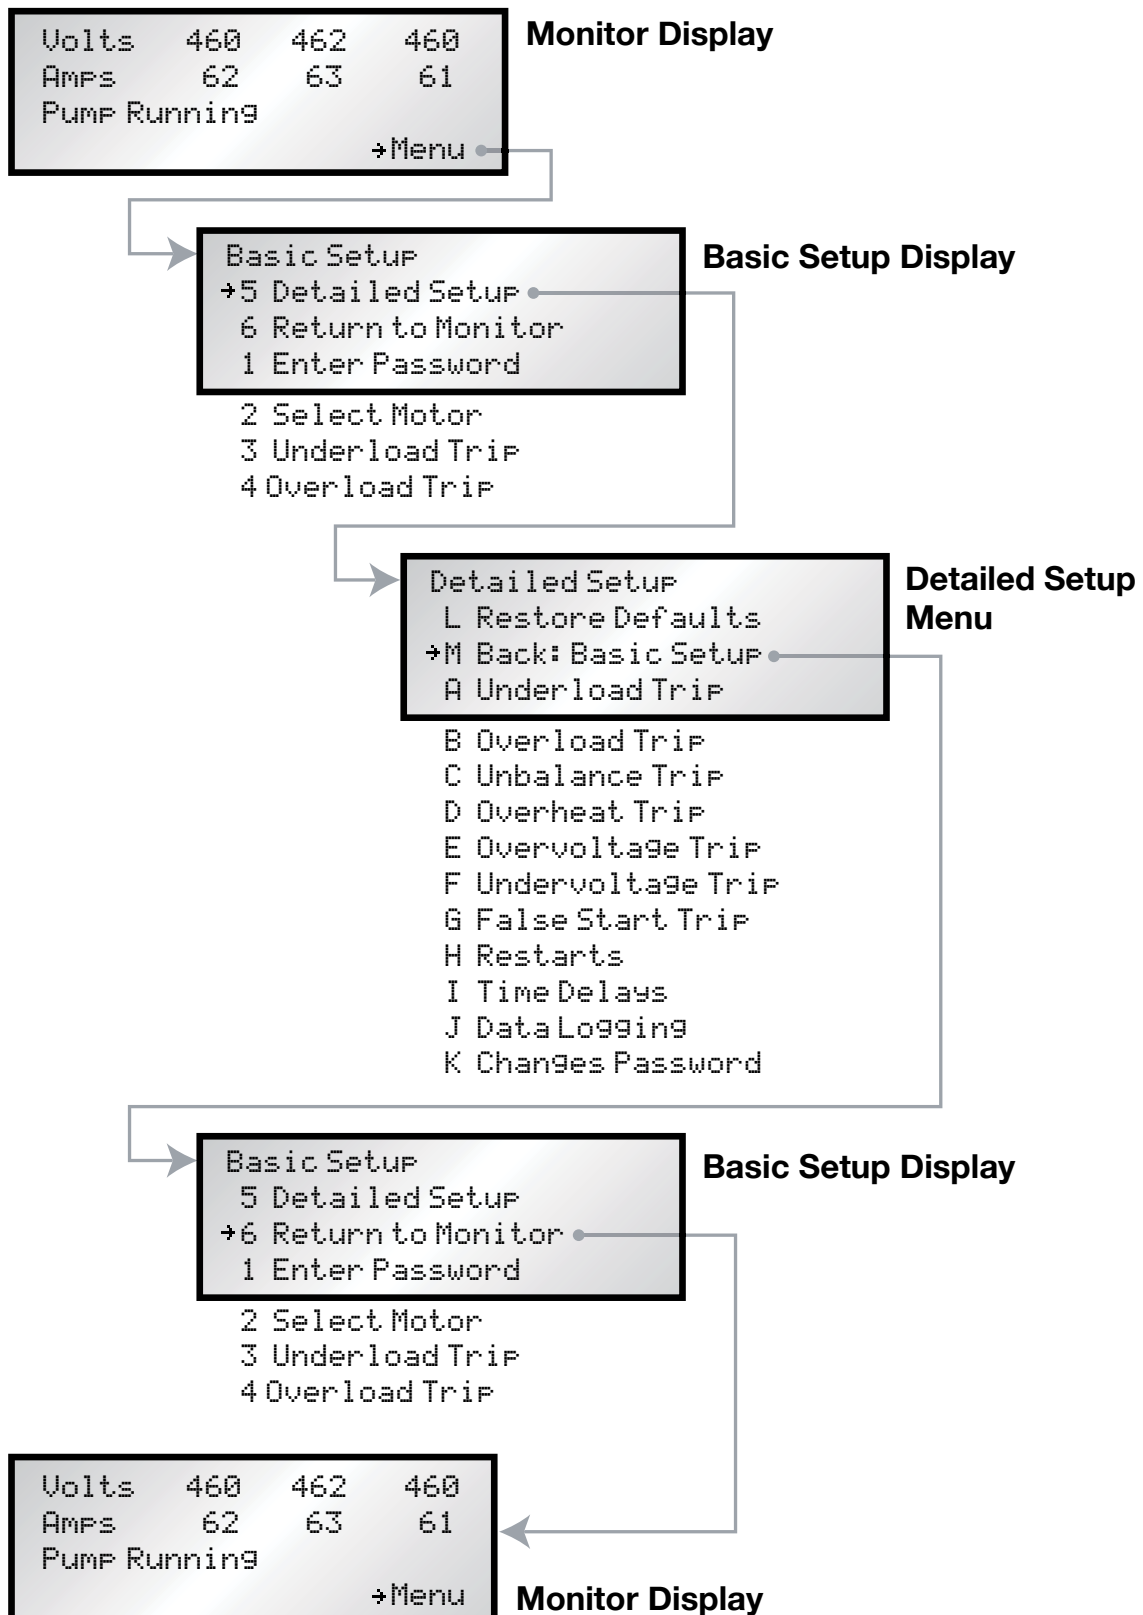 Volts 460 462 460
Monitor Display
Amps 62 63 61
Pump Running
→Menu
Basic Setup
Basic Setup Display
→5 Detailed Setup
6 Return to Monitor
1 Enter Password
2 Select Motor
3 Underload Trip
4 Overload Trip
Detailed Setup
Detailed Setup
Menu
L Restore Defaults
→M Back: Basic Setup
A Underload Trip
B Overload Trip
C Unbalance Trip
D Overheat Trip
E Overvoltage Trip
F Undervoltage Trip
G False Start Trip
H Restarts
I Time Delays
J Data Logging
K Changes Password
Basic Setup
Basic Setup Display
5 Detailed Setup
→6 Return to Monitor
1 Enter Password
2 Select Motor
3 Underload Trip
4 Overload Trip
Volts 460 462 460
Amps 62 63 61
Pump Running
→Menu
Monitor Display